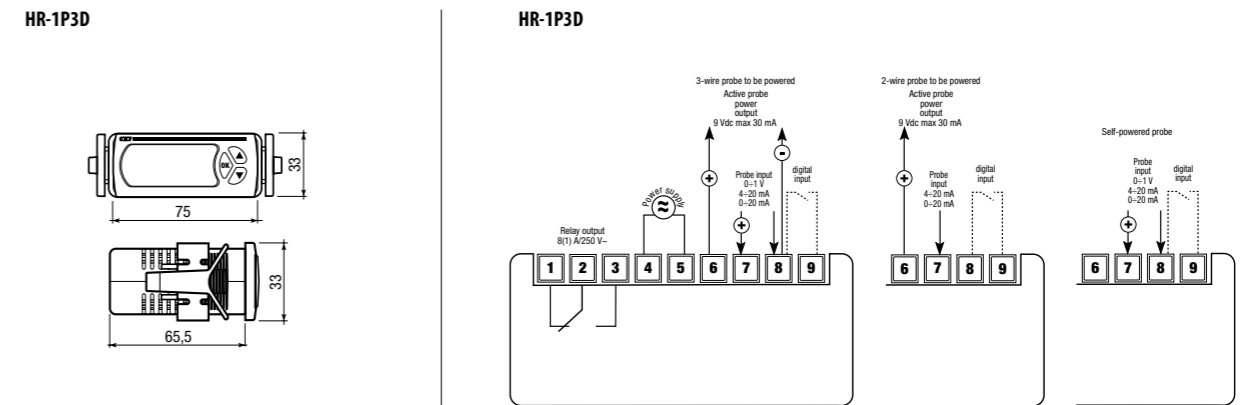 HR-1P3D
OK
33
75
33
65,5
HR-1P3D
3-wire probe to be powered
Active probe
power
output
9 Vdc max 30 mA
-
+
Probe input
0÷1 V
4÷20 mA
0÷20 mA
+
digital
input
Power supply
Relay output
8(1) A/250 V~
1 2 3 4 5 6 7 8 9
2-wire probe to be powered
Active probe
power
output
9 Vdc max 30 mA
+
Probe
input
4÷20 mA
0÷20 mA
digital
input
6 7 8 9
Self-powered probe
Probe
input
0÷1 V
4÷20 mA
0÷20 mA
+
digital
input
6 7 8 9